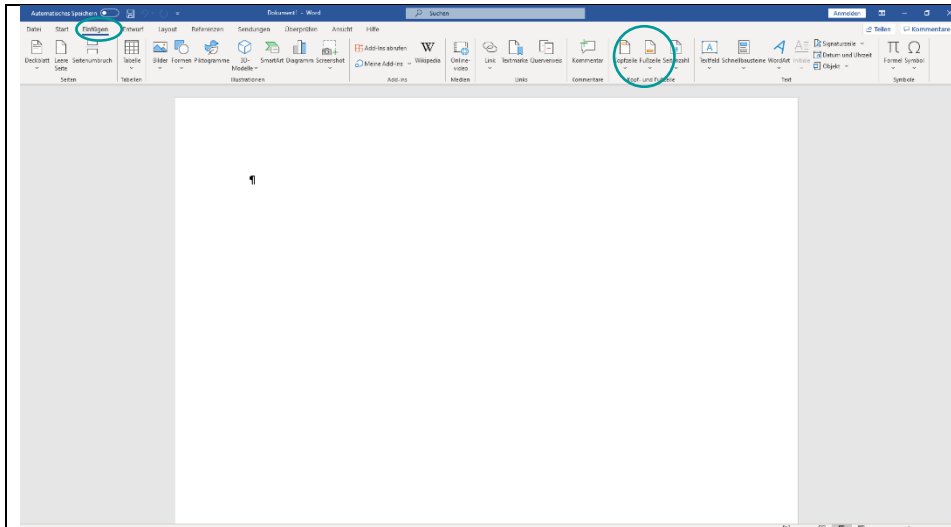 Automatisches Speichern Dokument1 - Word Suchen Anmelden
Datei Start Einfügen Entwurf Layout Referenzen Sendungen Überprüfen Ansicht Hilfe Teilen Kommentare
Deckblatt Leere Seite Seitenumbruch Tabelle Bilder Formen Piktogramme 3D-Modelle SmartArt Diagramm Screenshot Add-Ins abrufen Meine Add-Ins Wikipedia Online-video Link Textmarke Querverweis Kommentar Kopfzeile Fußzeile Seitenzahl Textfeld Schnellbausteine WordArt Initiale Signaturzeile Datum und Uhrzeit Objekt Formel Symbol
Seiten Tabellen Illustrationen Add-Ins Medien Links Kommentare Kopf- und Fußzeile Text Symbole
¶